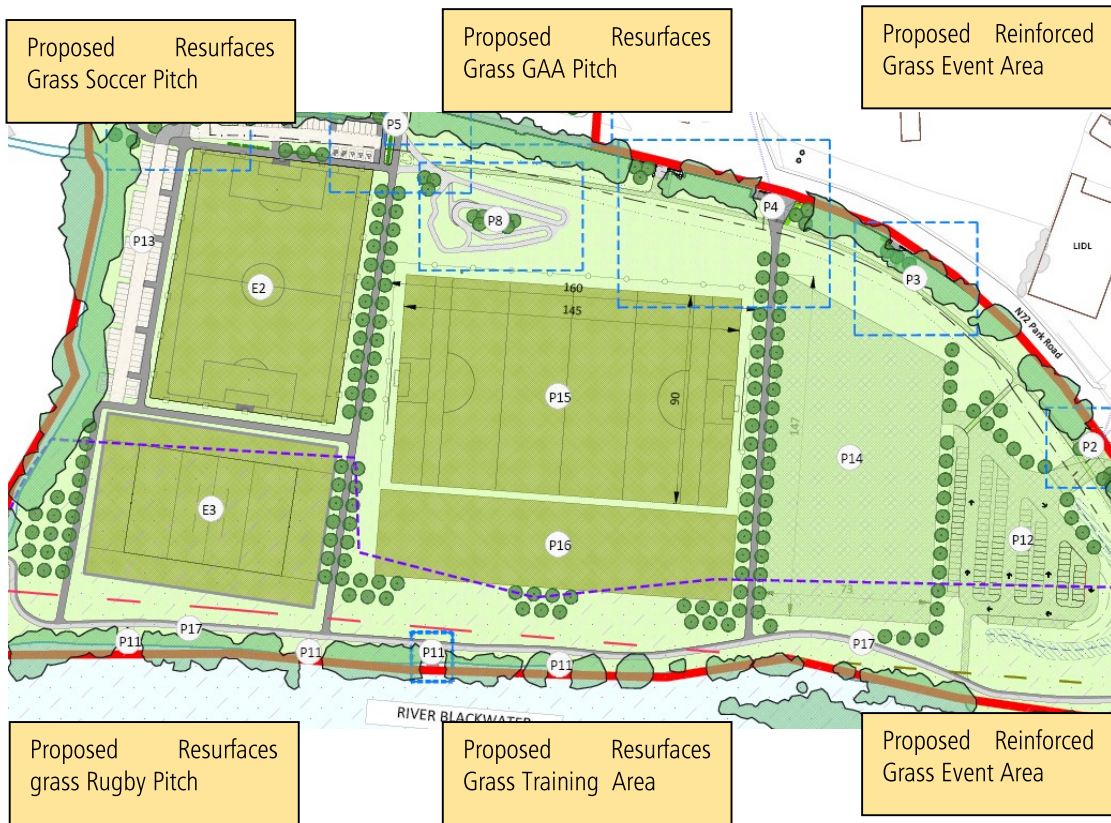 Proposed Resurfaces
Grass Soccer Pitch
Proposed Resurfaces
Grass GAA Pitch
Proposed Reinforced
Grass Event Area
P5
P4
P8
P13
P3
LIDL
E2
160
145
N72 Park Road
P15
90
147
P2
P14
E3
P12
P16
73
P11
P17
P11
P11
P11
P17
RIVER BLACKWATER
Proposed Resurfaces
grass Rugby Pitch
Proposed Resurfaces
Grass Training Area
Proposed Reinforced
Grass Event Area